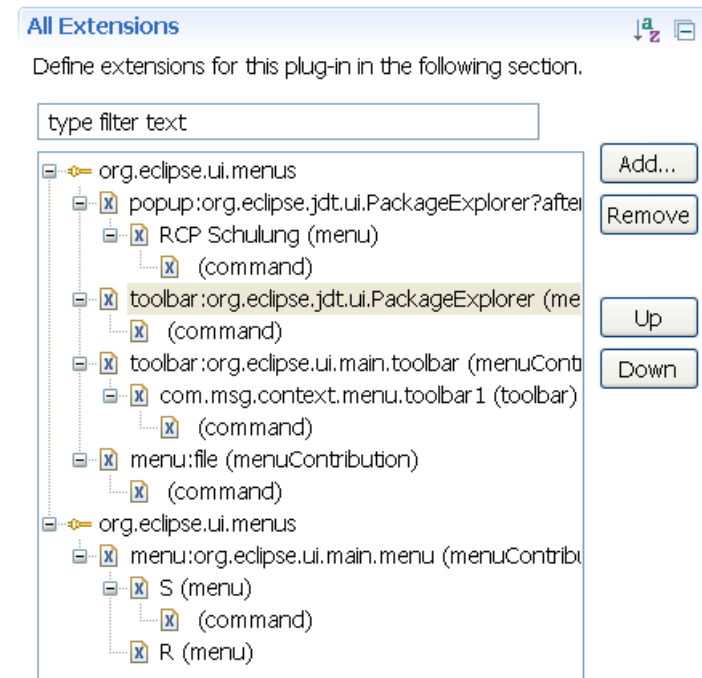 All Extensions
Define extensions for this plug-in in the following section.
type filter text
Add...
Remove
Up
Down
org.eclipse.ui.menus
popup:org.eclipse.jdt.ui.PackageExplorer?after
RCP Schulung (menu)
(command)
toolbar:org.eclipse.jdt.ui.PackageExplorer (me
(command)
toolbar:org.eclipse.ui.main.toolbar (menuContri
com.msg.context.menu.toolbar1 (toolbar)
(command)
menu:file (menuContribution)
(command)
org.eclipse.ui.menus
menu:org.eclipse.ui.main.menu (menuContribu
S (menu)
(command)
R (menu)